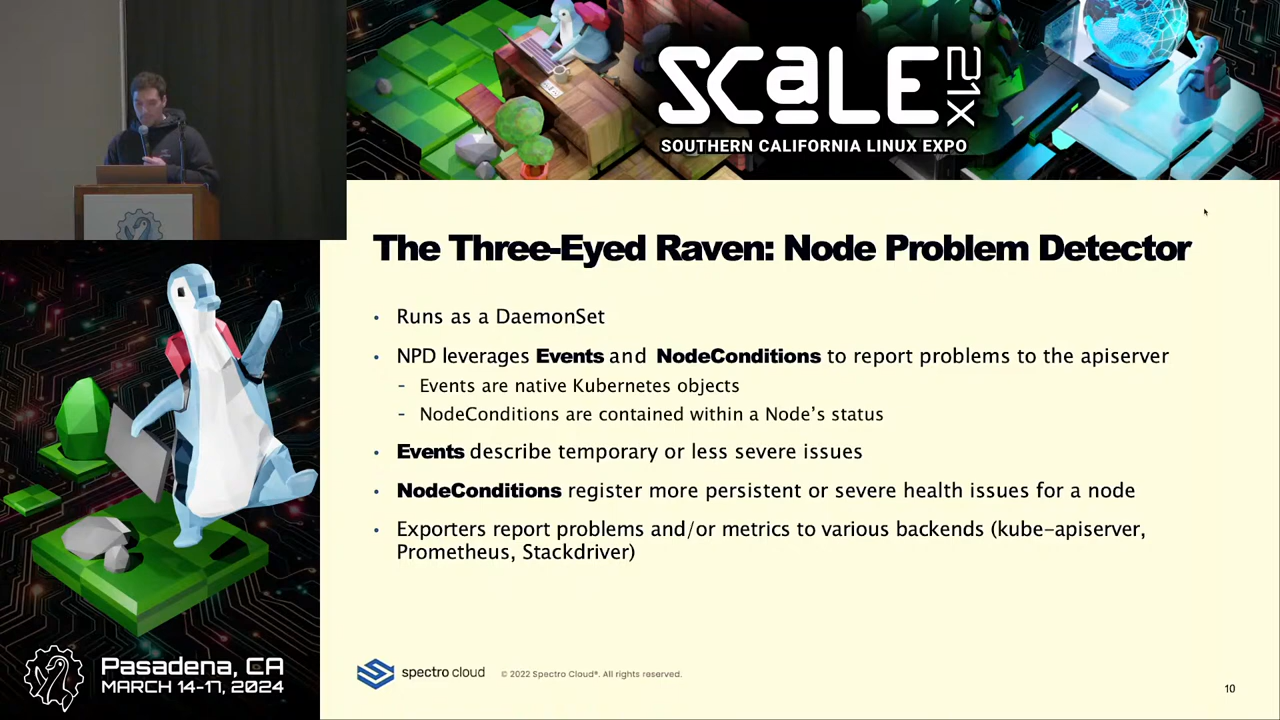 SCALE 21X
SOUTHERN CALIFORNIA LINUX EXPO
The Three-Eyed Raven: Node Problem Detector
• Runs as a DaemonSet
• NPD leverages Events and NodeConditions to report problems to the apiserver
- Events are native Kubernetes objects
- NodeConditions are contained within a Node's status
• Events describe temporary or less severe issues
• NodeConditions register more persistent or severe health issues for a node
• Exporters report problems and/or metrics to various backends (kube-apiserver,
Prometheus, Stackdriver)
Pasadena, CA
MARCH 14-17, 2024
spectro cloud
© 2022 Spectro Cloud®. All rights reserved.
10